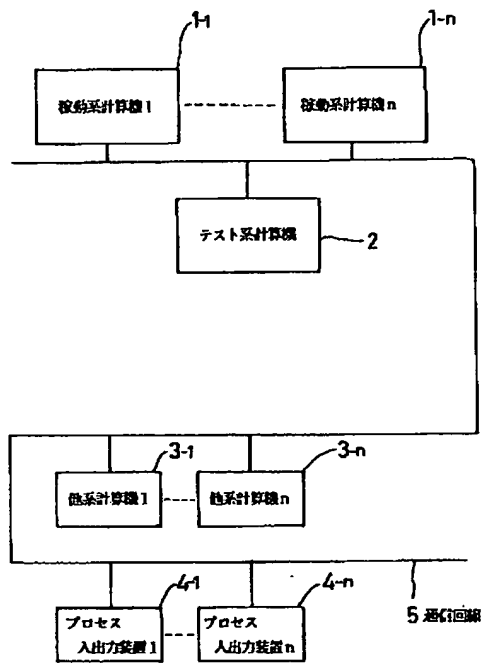 1-1
1-n
稼動系計算機1
稼動系計算機n
テスト系計算機
2
3-1
3-n
他系計算機1
他系計算機n
4-1
4-n
プロセス
入出力装置1
プロセス
入出力装置n
5 通信回線